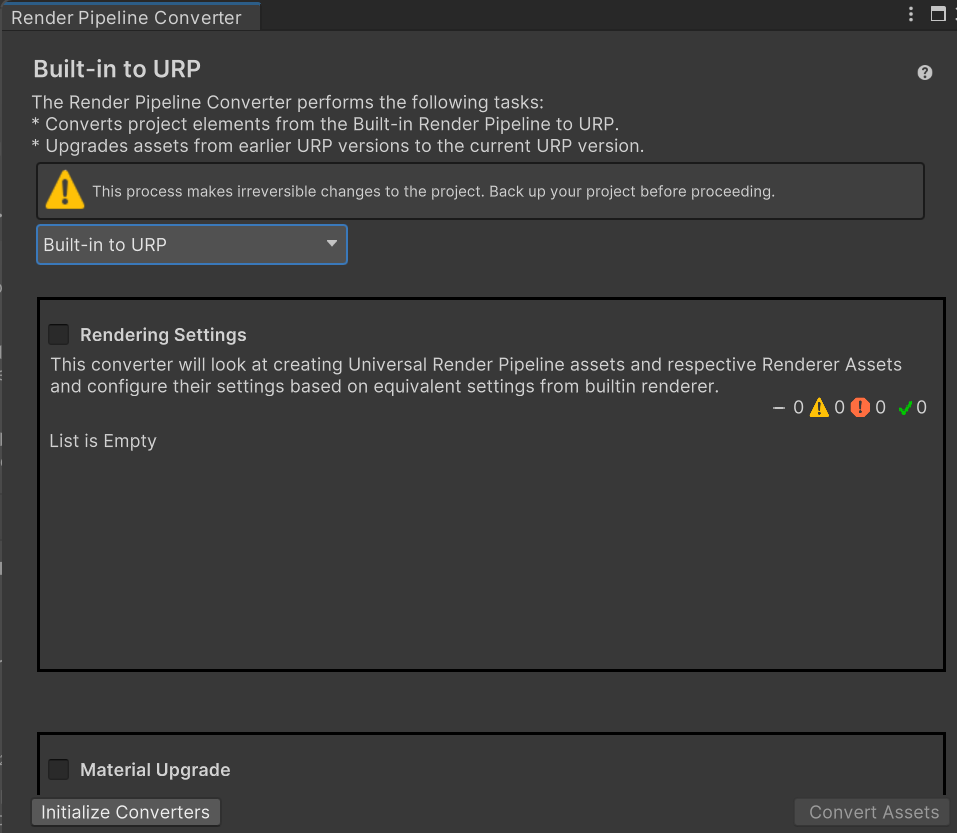 Render Pipeline Converter
Built-in to URP
The Render Pipeline Converter performs the following tasks:
* Converts project elements from the Built-in Render Pipeline to URP.
* Upgrades assets from earlier URP versions to the current URP version.
This process makes irreversible changes to the project. Back up your project before proceeding.
Built-in to URP
Rendering Settings
This converter will look at creating Universal Render Pipeline assets and respective Renderer Assets
and configure their settings based on equivalent settings from builtin renderer.
0 0 0 0
List is Empty
Material Upgrade
Initialize Converters Convert Assets